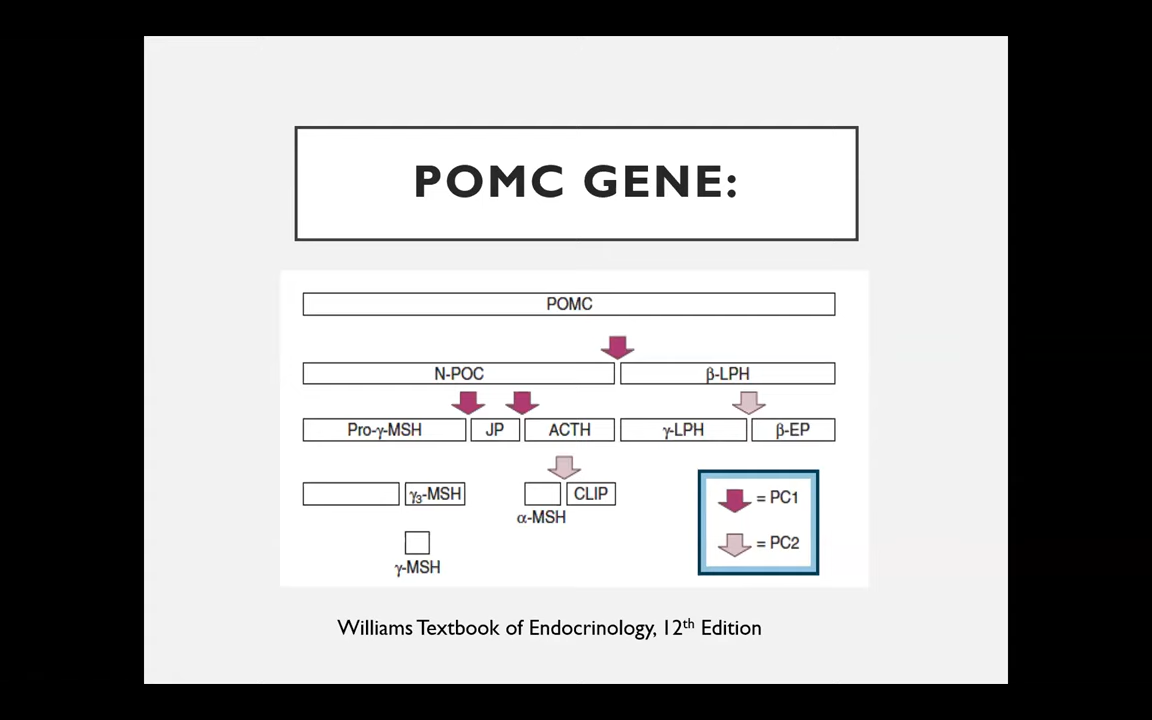 POMC GENE:
POMC
N-POC β-LPH
Pro-γ-MSH JP ACTH γ-LPH β-EP
γ₃-MSH CLIP
α-MSH
γ-MSH
= PC1
= PC2
Williams Textbook of Endocrinology, 12th Edition